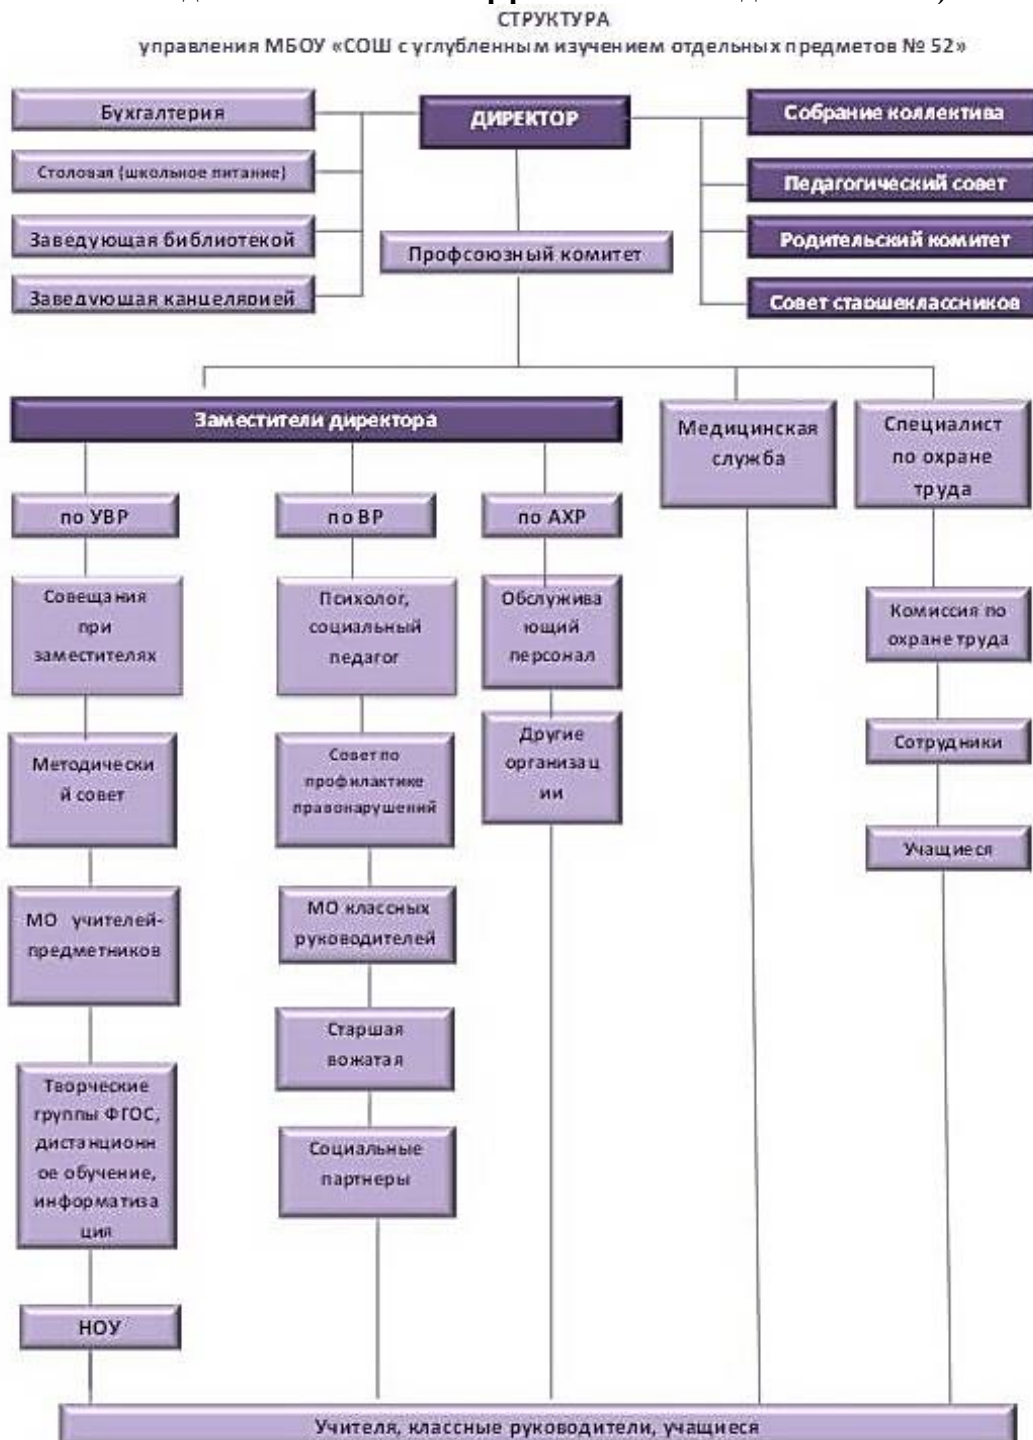 СТРУКТУРА
управления МБОУ «СОШ с углубленным изучением отдельных предметов № 52»
Бухгалтерия
ДИРЕКТОР
Собрание коллектива
Столовая (школьное питание)
Педагогический совет
Заведующая библиотекой
Профсоюзный комитет
Родительский комитет
Заведующая канцелярией
Совет старшеклассников
Заместители директора
Медицинская
служба
Специалист
по охране
труда
по УВР
по ВР
по АХР
Совещания
при
заместителях
Психолог,
социальный
педагог
Обслужива
ющий
персонал
Комиссия по
охране труда
Методически
й совет
Совет по
профилактике
правонарушений
Другие
организац
ии
Сотрудники
Учащиеся
МО учителей-
предметников
МО классных
руководителей
Старшая
вожатая
Творческие
группы ФГОС,
дистанционн
ое обучение,
информатиза
ция
Социальные
партнеры
НОУ
Учителя, классные руководители, учащиеся